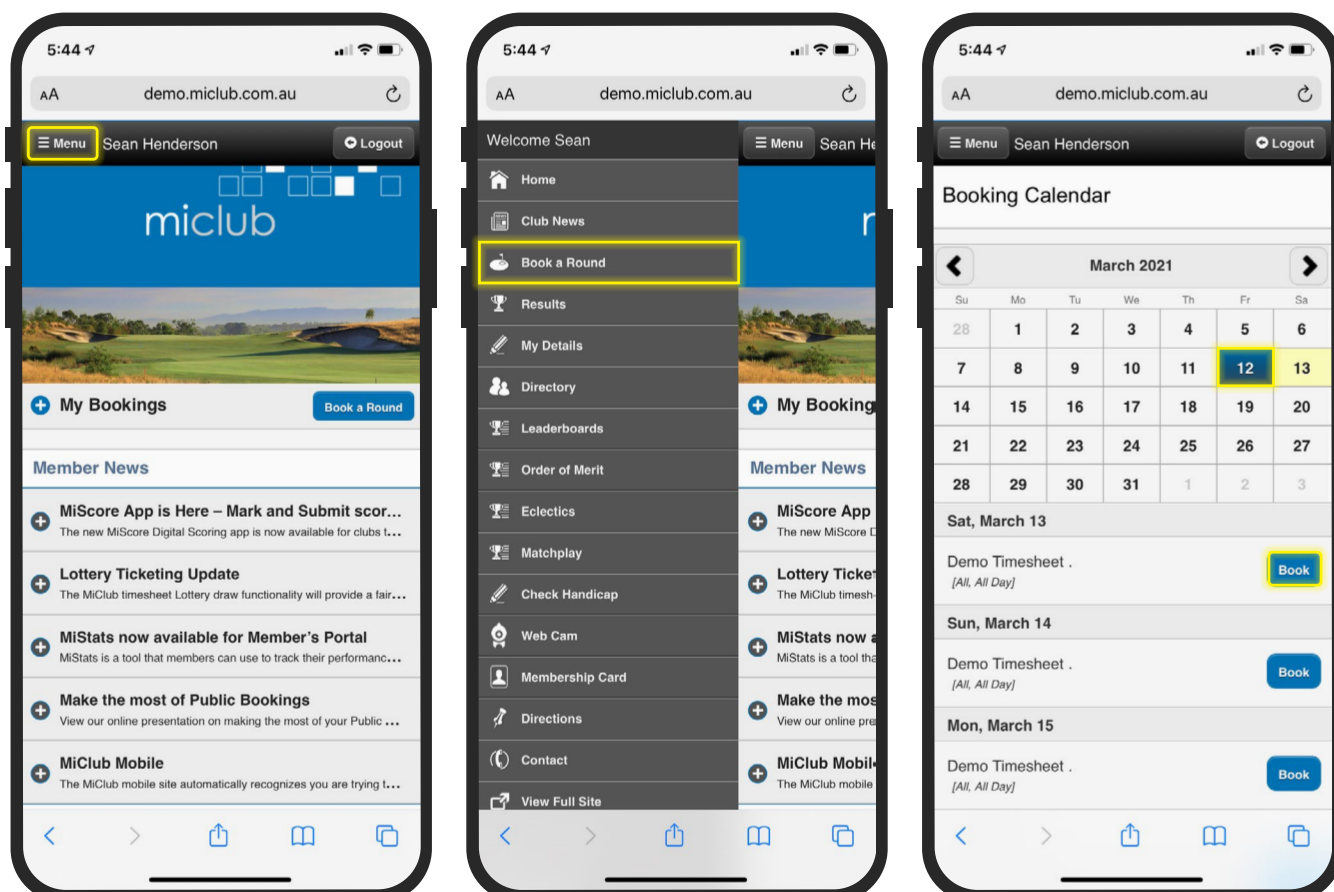 5:44
AA demo.miclub.com.au
Menu Sean Henderson Logout
miclub
My Bookings Book a Round
Member News
MiScore App is Here – Mark and Submit scor...
The new MiScore Digital Scoring app is now available for clubs t...
Lottery Ticketing Update
The MiClub timesheet Lottery draw functionality will provide a fair...
MiStats now available for Member's Portal
MiStats is a tool that members can use to track their performanc...
Make the most of Public Bookings
View our online presentation on making the most of your Public ...
MiClub Mobile
The MiClub mobile site automatically recognizes you are trying t...
5:44
AA demo.miclub.com.au
Welcome Sean
Home
Club News
Book a Round
Results
My Details
Directory
Leaderboards
Order of Merit
Eclectics
Matchplay
Check Handicap
Web Cam
Membership Card
Directions
Contact
View Full Site
Menu Sean He
My Booking
Member News
MiScore App
The new MiScore D
Lottery Ticket
The MiClub timesh
MiStats now a
MiStats is a tool tha
Make the mos
View our online pre
MiClub Mobil
The MiClub mobile
5:44
AA demo.miclub.com.au
Menu Sean Henderson Logout
Booking Calendar
March 2021
Su Mo Tu We Th Fr Sa
28 1 2 3 4 5 6
7 8 9 10 11 12 13
14 15 16 17 18 19 20
21 22 23 24 25 26 27
28 29 30 31 1 2 3
Sat, March 13
Demo Timesheet . Book
[All, All Day]
Sun, March 14
Demo Timesheet . Book
[All, All Day]
Mon, March 15
Demo Timesheet . Book
[All, All Day]